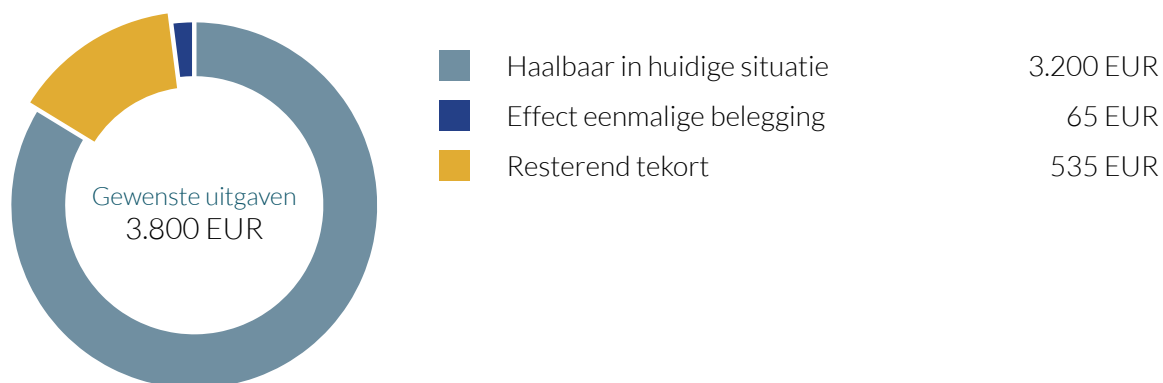 Haalbaar in huidige situatie 3.200 EUR
Effect eenmalige belegging 65 EUR
Resterend tekort 535 EUR
Gewenste uitgaven
3.800 EUR